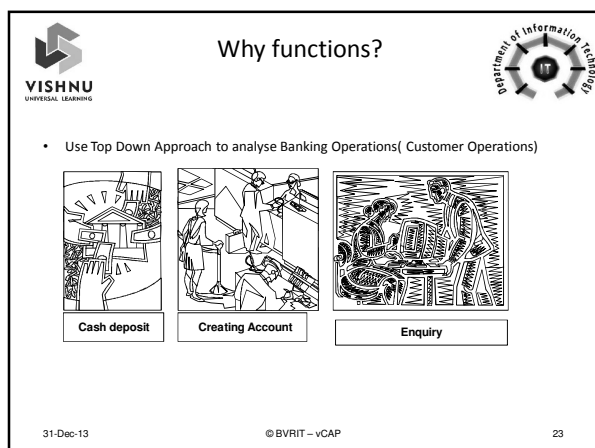 Why functions?
VISHNU
UNIVERSAL LEARNING
Department of Information Technology
IT
• Use Top Down Approach to analyse Banking Operations( Customer Operations)
Cash deposit
Creating Account
Enquiry
31-Dec-13
© BVRIT – vCAP
23